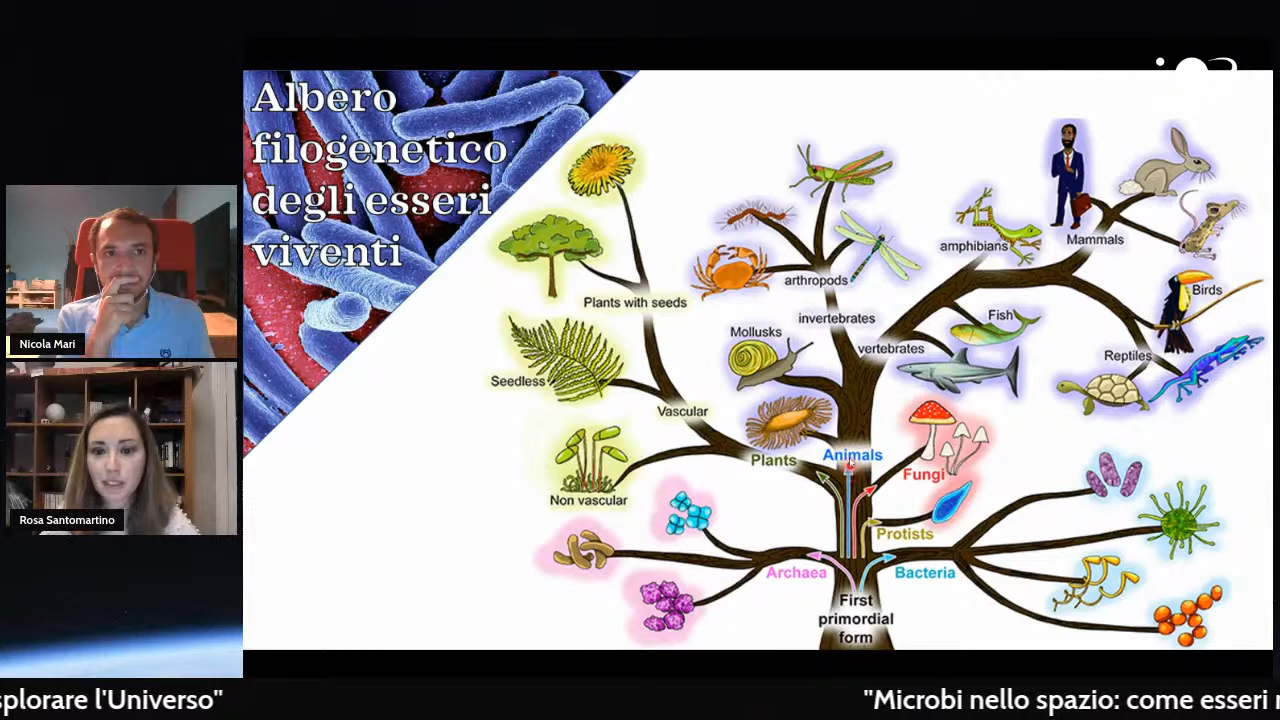 Albero
filogenetico
degli esseri
viventi
Nicola Mari
Rosa Santomartino
Plants with seeds
Seedless
Vascular
Non vascular
Plants
arthropods
invertebrates
Mollusks
vertebrates
amphibians
Mammals
Fish
Birds
Reptiles
Animals
Fungi
Protists
Archaea
Bacteria
First
primordial
form
splorare l'Universo"
"Microbi nello spazio: come esseri